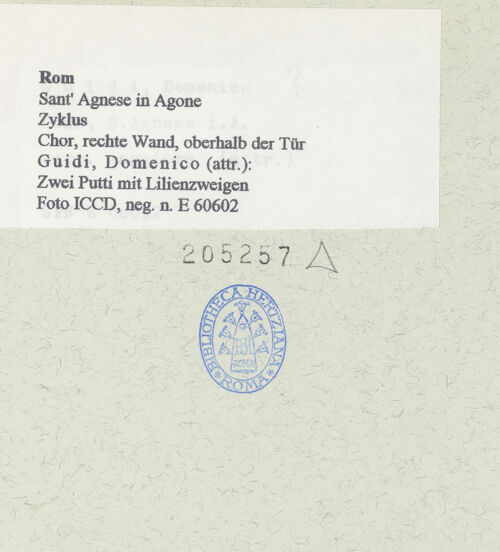 Rom
Sant' Agnese in Agone
Zyklus
Chor, rechte Wand, oberhalb der Tür
Guidi, Domenico (attr.):
Zwei Putti mit Lilienzweigen
Foto ICCD, neg. n. E 60602
205257
BIBLIOTHECA HERTZIANA
ROMA